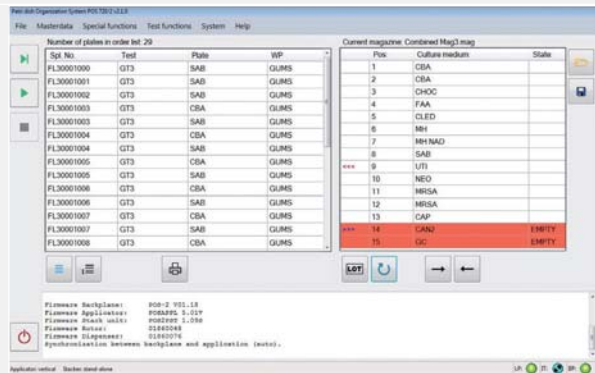 Petri dish Organization System POS 720-2 v2.1.0
File Masterdata Special functions Test functions System Help
Number of plates in order list: 29
Spl. No. Test Plate WP
FL30001000 GT3 SAB GUMS
FL30001001 GT3 SAB GUMS
FL30001002 GT3 SAB GUMS
FL30001003 GT3 CBA GUMS
FL30001003 GT3 SAB GUMS
FL30001004 GT3 CBA GUMS
FL30001004 GT3 SAB GUMS
FL30001005 GT3 CBA GUMS
FL30001005 GT3 SAB GUMS
FL30001006 GT3 CBA GUMS
FL30001006 GT3 SAB GUMS
FL30001007 GT3 CBA GUMS
FL30001007 GT3 SAB GUMS
FL30001008 GT3 CBA GUMS
Current magazine: Combined Mag3.mag
Pos Culture medium State
1 CBA
2 CBA
3 CHOC
4 FAA
5 CLED
6 MH
7 MH NAD
8 SAB
*** 9 UTI
10 NEO
11 MRSA
12 MRSA
13 CAP
*** 14 CAN2 EMPTY
15 GC EMPTY
LOT
Firmware Backplane: POS-2 V01.18
Firmware Applicator: POSAPPL 5.017
Firmware Stack unit:
Firmware Rotor: 01860048
Firmware Dispenser: 01860076
Synchronization between backplane and application (auto).
Applicator: vertical Stacker: stand-alone
LP: IT: BP: